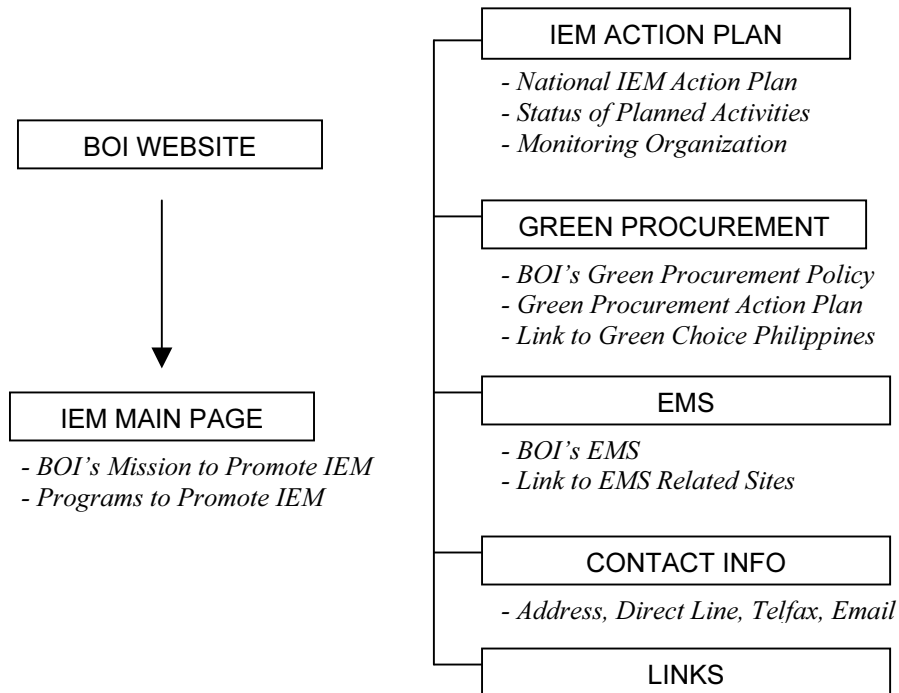 BOI WEBSITE
IEM MAIN PAGE
- BOI's Mission to Promote IEM
- Programs to Promote IEM
IEM ACTION PLAN
- National IEM Action Plan
- Status of Planned Activities
- Monitoring Organization
GREEN PROCUREMENT
- BOI's Green Procurement Policy
- Green Procurement Action Plan
- Link to Green Choice Philippines
EMS
- BOI's EMS
- Link to EMS Related Sites
CONTACT INFO
- Address, Direct Line, Telfax, Email
LINKS